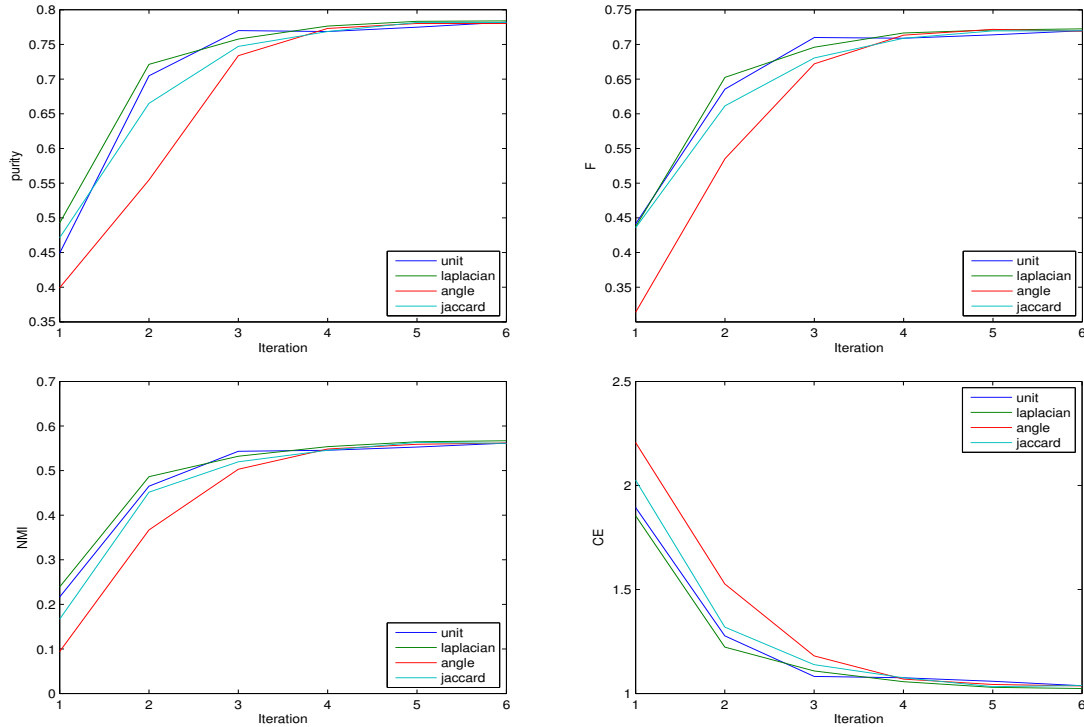 0.8
0.75
0.7
0.65
0.6
0.55
0.5
0.45
0.4
0.35
purity
1 2 3 4 5 6
Iteration
unit
laplacian
angle
jaccard
0.8
0.75
0.7
0.65
0.6
0.55
0.5
0.45
0.4
0.35
F
1 2 3 4 5 6
Iteration
unit
laplacian
angle
jaccard
0.7
0.6
0.5
0.4
0.3
0.2
0.1
0
NMI
1 2 3 4 5 6
Iteration
unit
laplacian
angle
jaccard
2.5
2
1.5
1
CE
1 2 3 4 5 6
Iteration
unit
laplacian
angle
jaccard